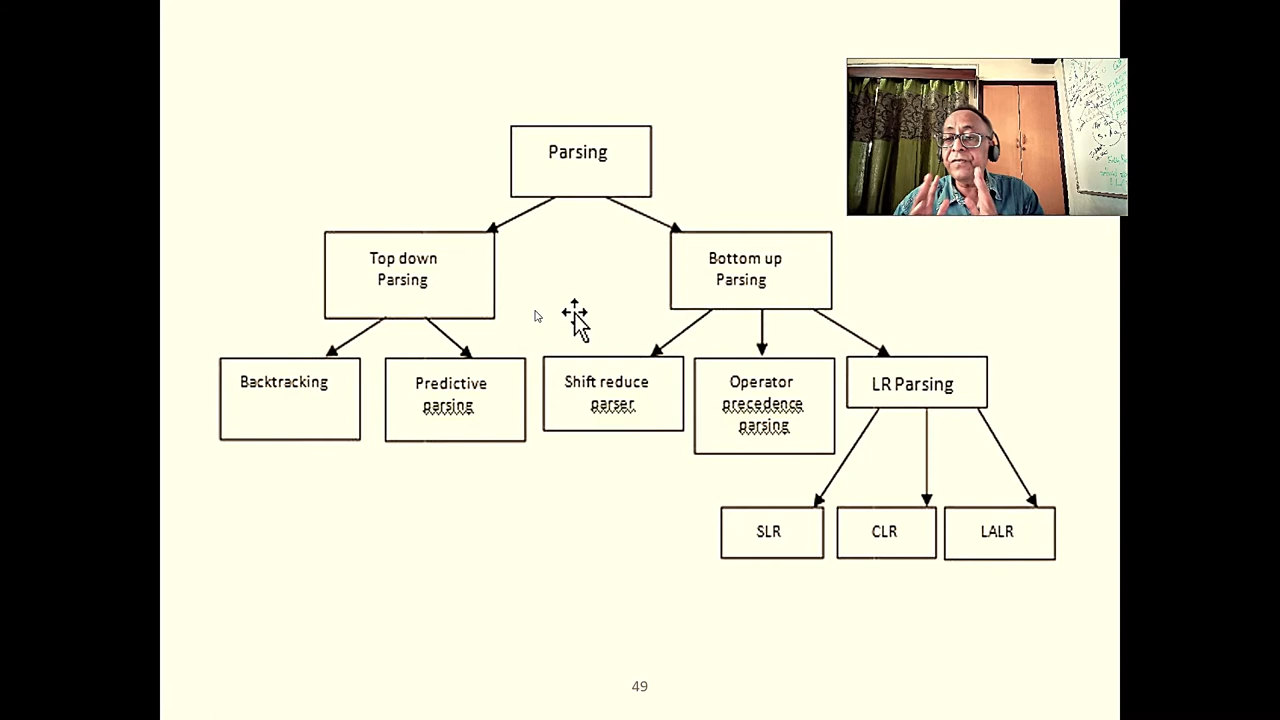 Parsing
Top down
Parsing
Bottom up
Parsing
Backtracking
Predictive
parsing
Shift reduce
parser
Operator
precedence
parsing
LR Parsing
SLR
CLR
LALR
49